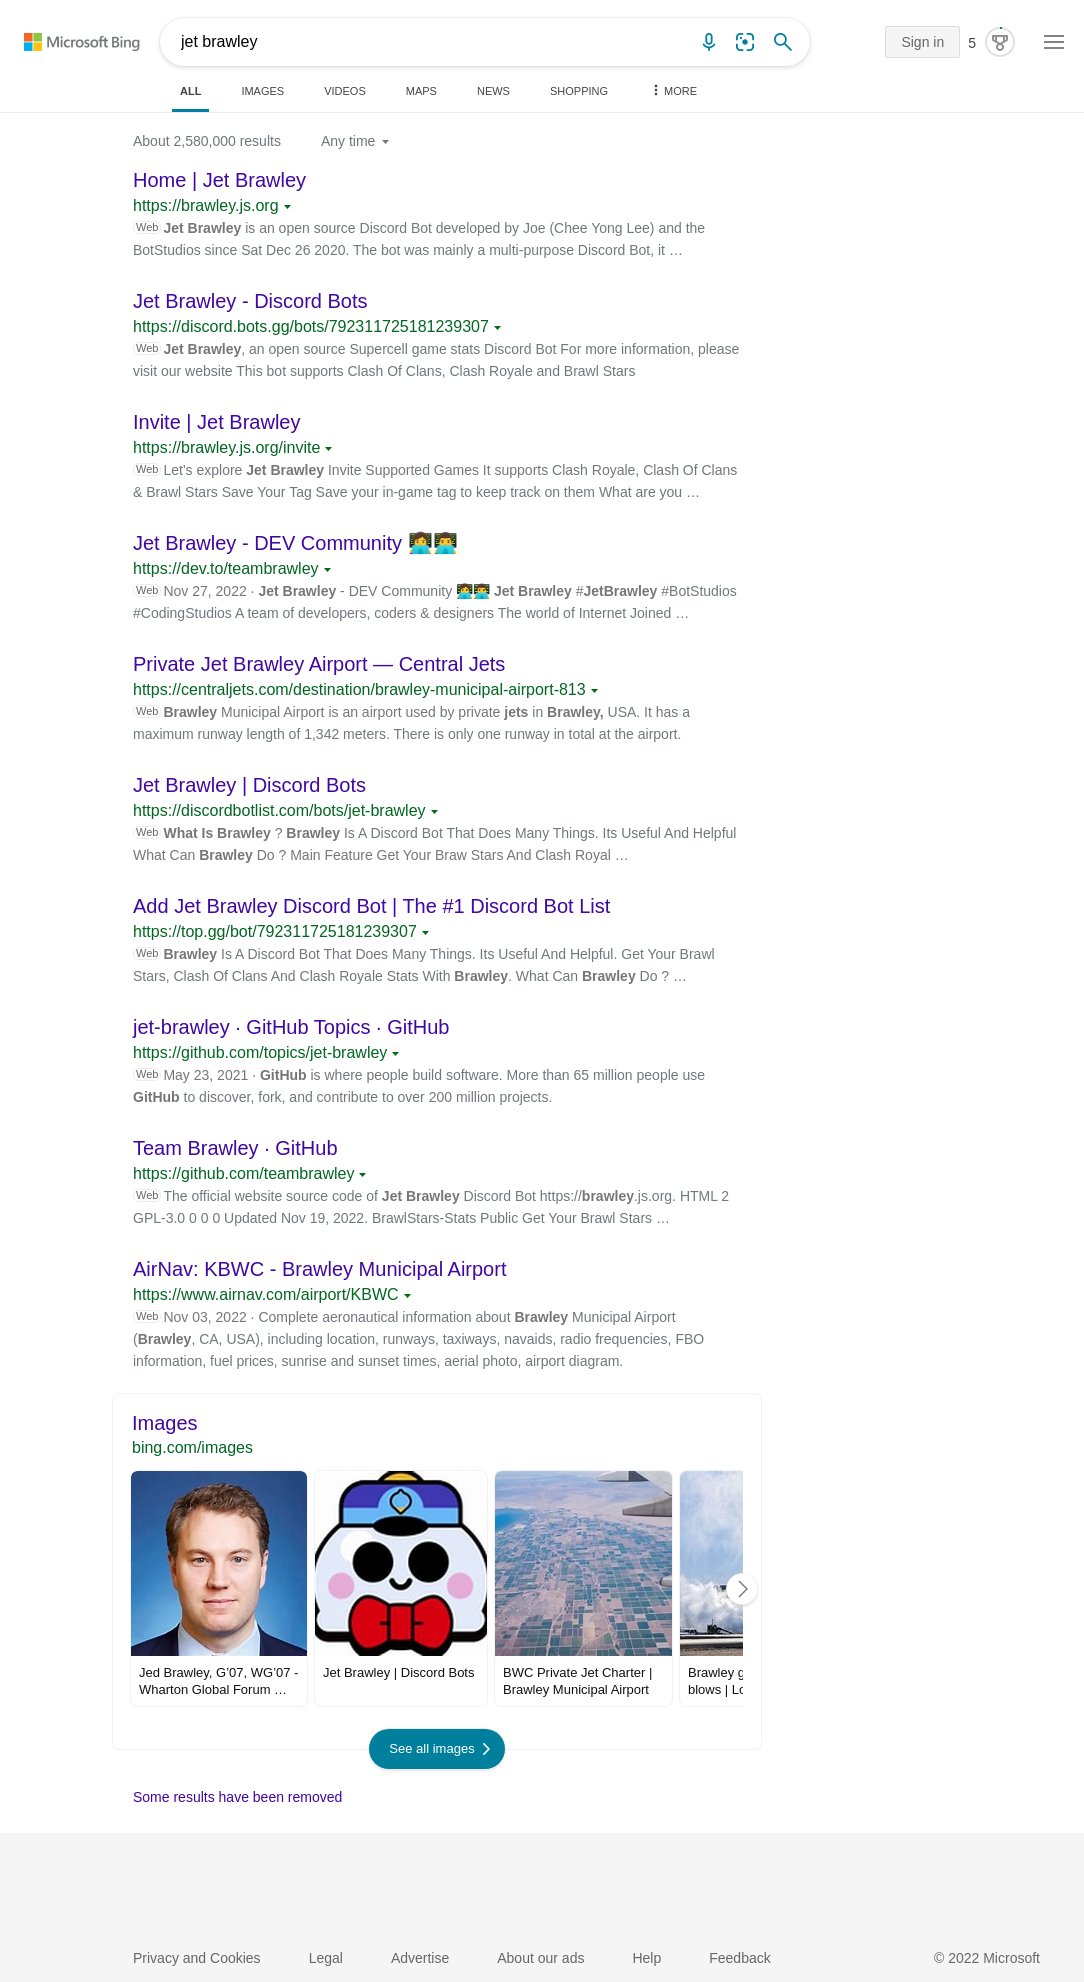 Microsoft Bing
jet brawley
Sign in
5
ALL
IMAGES
VIDEOS
MAPS
NEWS
SHOPPING
MORE
About 2,580,000 results
Any time
Home | Jet Brawley
https://brawley.js.org
Web Jet Brawley is an open source Discord Bot developed by Joe (Chee Yong Lee) and the
BotStudios since Sat Dec 26 2020. The bot was mainly a multi-purpose Discord Bot, it …
Jet Brawley - Discord Bots
https://discord.bots.gg/bots/792311725181239307
Web Jet Brawley, an open source Supercell game stats Discord Bot For more information, please
visit our website This bot supports Clash Of Clans, Clash Royale and Brawl Stars
Invite | Jet Brawley
https://brawley.js.org/invite
Web Let's explore Jet Brawley Invite Supported Games It supports Clash Royale, Clash Of Clans
& Brawl Stars Save Your Tag Save your in-game tag to keep track on them What are you …
Jet Brawley - DEV Community 👩‍💻👨‍💻
https://dev.to/teambrawley
Web Nov 27, 2022 · Jet Brawley - DEV Community 👩‍💻👨‍💻 Jet Brawley #JetBrawley #BotStudios
#CodingStudios A team of developers, coders & designers The world of Internet Joined …
Private Jet Brawley Airport — Central Jets
https://centraljets.com/destination/brawley-municipal-airport-813
Web Brawley Municipal Airport is an airport used by private jets in Brawley, USA. It has a
maximum runway length of 1,342 meters. There is only one runway in total at the airport.
Jet Brawley | Discord Bots
https://discordbotlist.com/bots/jet-brawley
Web What Is Brawley ? Brawley Is A Discord Bot That Does Many Things. Its Useful And Helpful
What Can Brawley Do ? Main Feature Get Your Braw Stars And Clash Royal …
Add Jet Brawley Discord Bot | The #1 Discord Bot List
https://top.gg/bot/792311725181239307
Web Brawley Is A Discord Bot That Does Many Things. Its Useful And Helpful. Get Your Brawl
Stars, Clash Of Clans And Clash Royale Stats With Brawley. What Can Brawley Do ? …
jet-brawley · GitHub Topics · GitHub
https://github.com/topics/jet-brawley
Web May 23, 2021 · GitHub is where people build software. More than 65 million people use
GitHub to discover, fork, and contribute to over 200 million projects.
Team Brawley · GitHub
https://github.com/teambrawley
Web The official website source code of Jet Brawley Discord Bot https://brawley.js.org. HTML 2
GPL-3.0 0 0 0 Updated Nov 19, 2022. BrawlStars-Stats Public Get Your Brawl Stars …
AirNav: KBWC - Brawley Municipal Airport
https://www.airnav.com/airport/KBWC
Web Nov 03, 2022 · Complete aeronautical information about Brawley Municipal Airport
(Brawley, CA, USA), including location, runways, taxiways, navaids, radio frequencies, FBO
information, fuel prices, sunrise and sunset times, aerial photo, airport diagram.
Images
bing.com/images
Jed Brawley, G’07, WG’07 -
Wharton Global Forum …
Jet Brawley | Discord Bots
BWC Private Jet Charter |
Brawley Municipal Airport
Brawley g
blows | Lo
See all images
Some results have been removed
Privacy and Cookies
Legal
Advertise
About our ads
Help
Feedback
© 2022 Microsoft